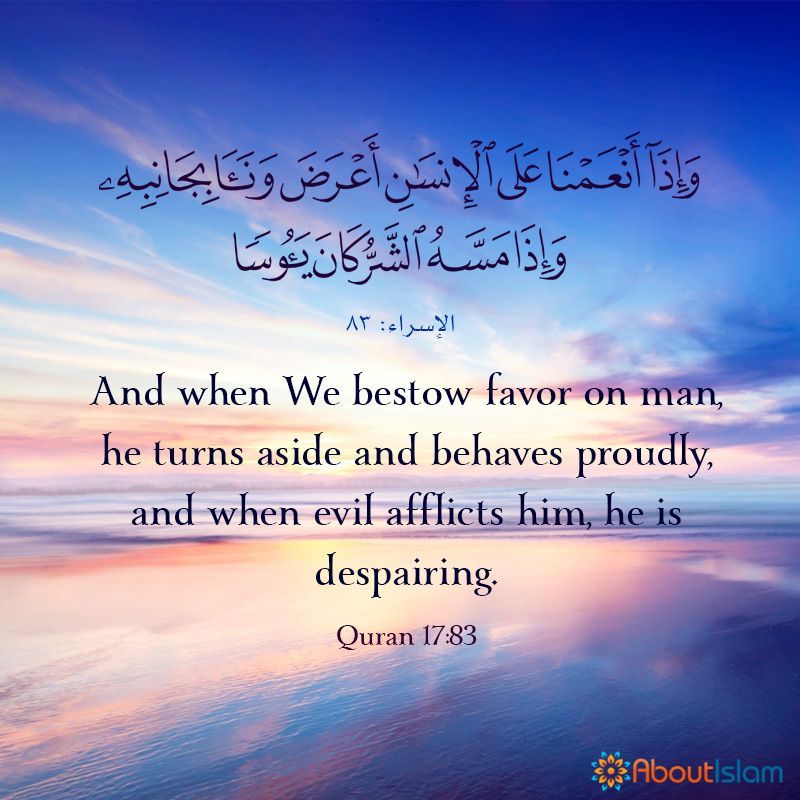 وَإِذَآ أَنْعَمْنَا عَلَى ٱلْإِنسَٰنِ أَعْرَضَ وَنَـَٔا بِجَانِبِهِۦ
وَإِذَا مَسَّهُ ٱلشَّرُّ كَانَ يَـُٔوسًا
الإسراء: ٨٣
And when We bestow favor on man,
he turns aside and behaves proudly,
and when evil afflicts him, he is
despairing.
Quran 17:83
AboutIslam